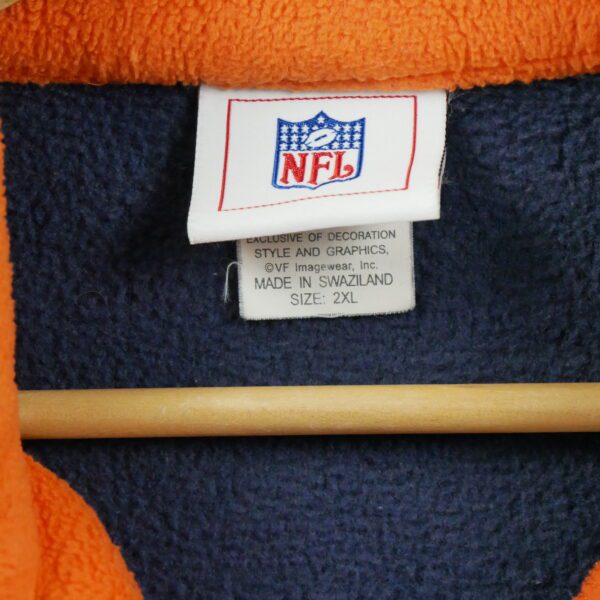 NFL
EXCLUSIVE OF DECORATION
STYLE AND GRAPHICS,
©VF Imagewear, Inc.
MADE IN SWAZILAND
SIZE: 2XL